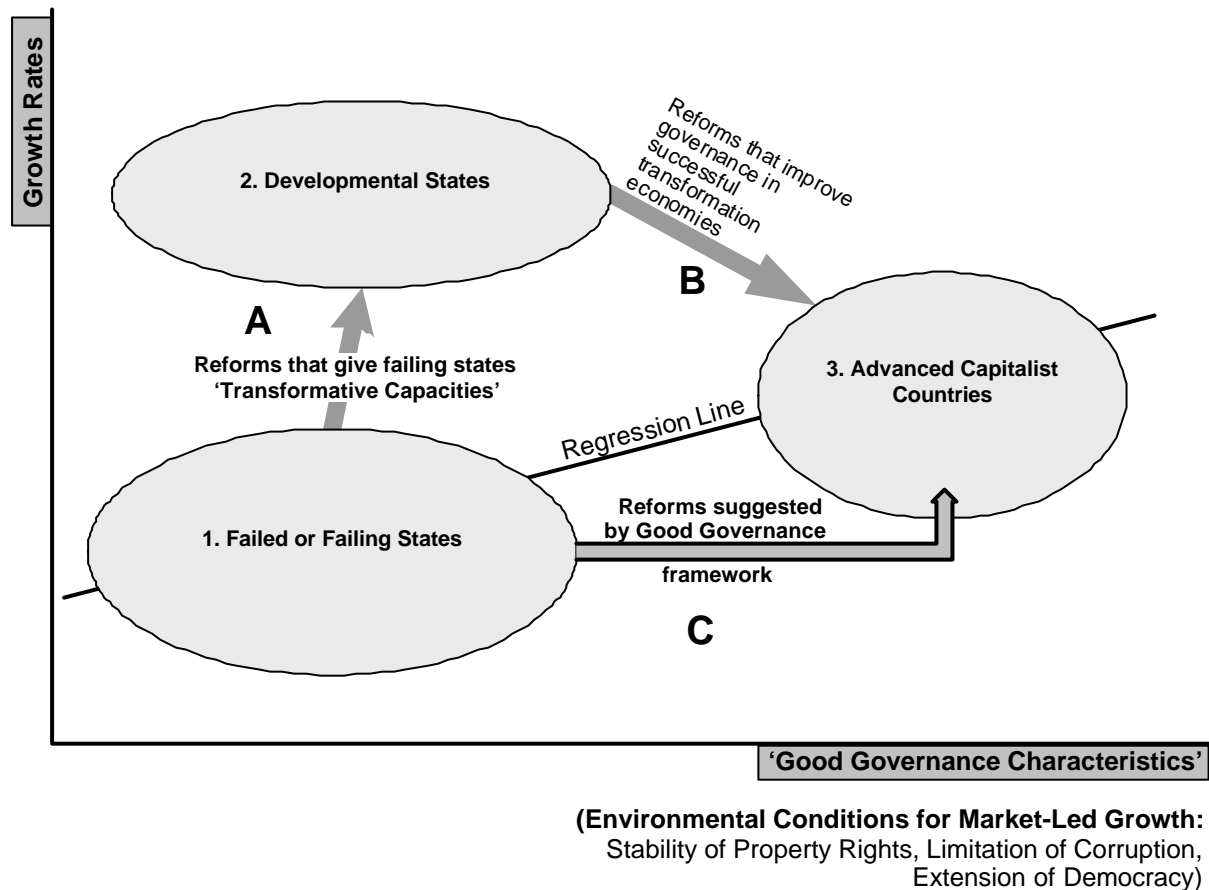 Growth Rates
2. Developmental States
Reforms that improve
governance in
successful
transformation
economies
B
A
Reforms that give failing states
‘Transformative Capacities’
3. Advanced Capitalist
Countries
Regression Line
1. Failed or Failing States
Reforms suggested
by Good Governance
framework
C
‘Good Governance Characteristics’
(Environmental Conditions for Market-Led Growth:
Stability of Property Rights, Limitation of Corruption,
Extension of Democracy)